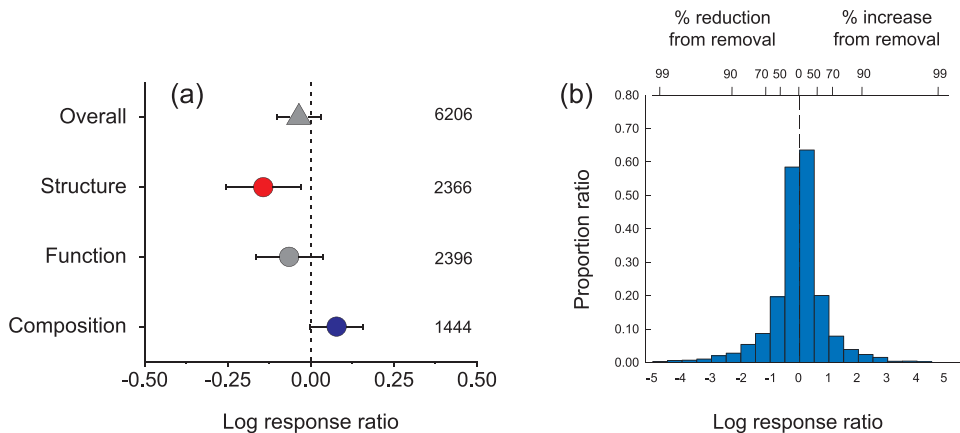 (a)
Overall
6206
Structure
2366
Function
2396
Composition
1444
-0.50 -0.25 0.00 0.25 0.50
Log response ratio
% reduction
from removal
% increase
from removal
99 90 70 50 0 50 70 90 99
(b)
0.80
0.70
0.60
0.50
0.40
0.30
0.20
0.10
0.00
Proportion ratio
-5 -4 -3 -2 -1 0 1 2 3 4 5
Log response ratio